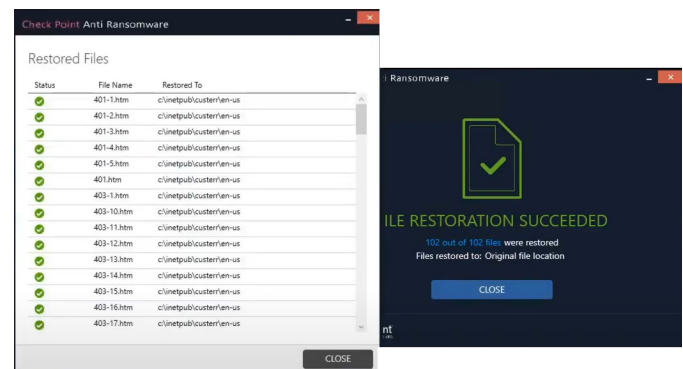 Check Point Anti Ransomware
Restored Files
Status File Name Restored To
401-1.htm c:\inetpub\custerr\en-us
401-2.htm c:\inetpub\custerr\en-us
401-3.htm c:\inetpub\custerr\en-us
401-4.htm c:\inetpub\custerr\en-us
401-5.htm c:\inetpub\custerr\en-us
401.htm c:\inetpub\custerr\en-us
403-1.htm c:\inetpub\custerr\en-us
403-10.htm c:\inetpub\custerr\en-us
403-11.htm c:\inetpub\custerr\en-us
403-12.htm c:\inetpub\custerr\en-us
403-13.htm c:\inetpub\custerr\en-us
403-14.htm c:\inetpub\custerr\en-us
403-15.htm c:\inetpub\custerr\en-us
403-16.htm c:\inetpub\custerr\en-us
403-17.htm c:\inetpub\custerr\en-us
CLOSE
i Ransomware
ILE RESTORATION SUCCEEDED
102 out of 102 files were restored
Files restored to: Original file location
CLOSE
nt